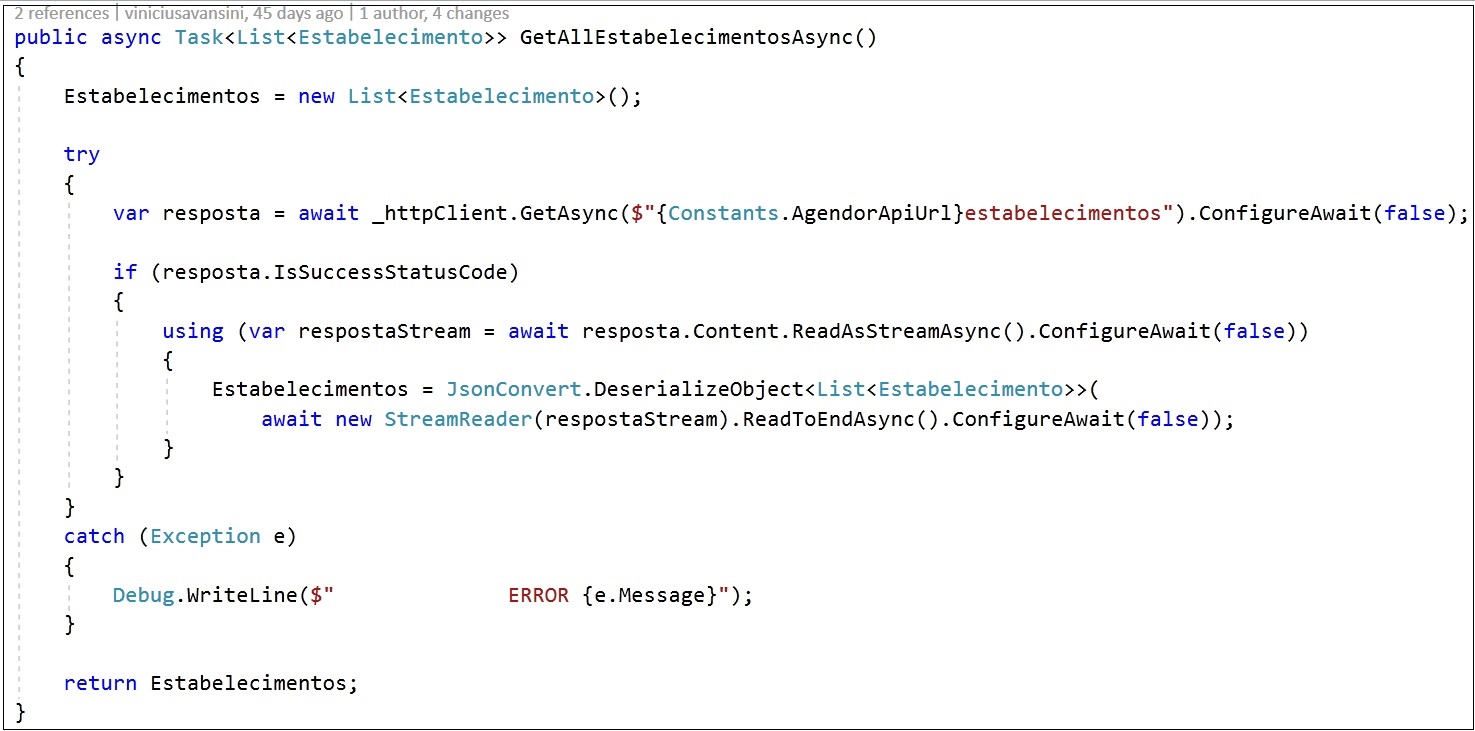 2 references | viniciusavansini, 45 days ago | 1 author, 4 changes
public async Task<List<Estabelecimento>> GetAllEstabelecimentosAsync()
{
    Estabelecimentos = new List<Estabelecimento>();

    try
    {
        var resposta = await _httpClient.GetAsync($"{Constants.AgendorApiUrl}estabelecimentos").ConfigureAwait(false);

        if (resposta.IsSuccessStatusCode)
        {
            using (var respostaStream = await resposta.Content.ReadAsStreamAsync().ConfigureAwait(false))
            {
                Estabelecimentos = JsonConvert.DeserializeObject<List<Estabelecimento>>(
                    await new StreamReader(respostaStream).ReadToEndAsync().ConfigureAwait(false));
            }
        }
    }
    catch (Exception e)
    {
        Debug.WriteLine($"              ERROR {e.Message}");
    }

    return Estabelecimentos;
}